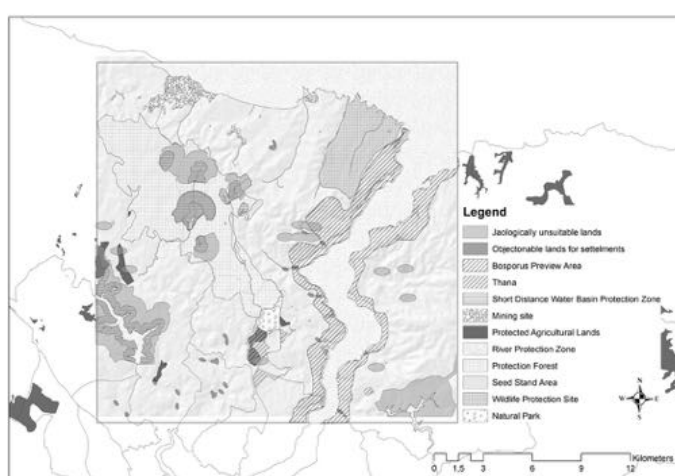 Legend
Jaologically unsuitable lands
Objectonable lands for settelments
Bosporus Preview Area
Thana
Short Distance Water Basin Protection Zone
Mining site
Protected Agricultural Lands
River Protection Zone
Protection Forest
Seed Stand Area
Wildlife Protection Site
Natural Park
N
W E
S
Kilometers
0 1,5 3 6 9 12